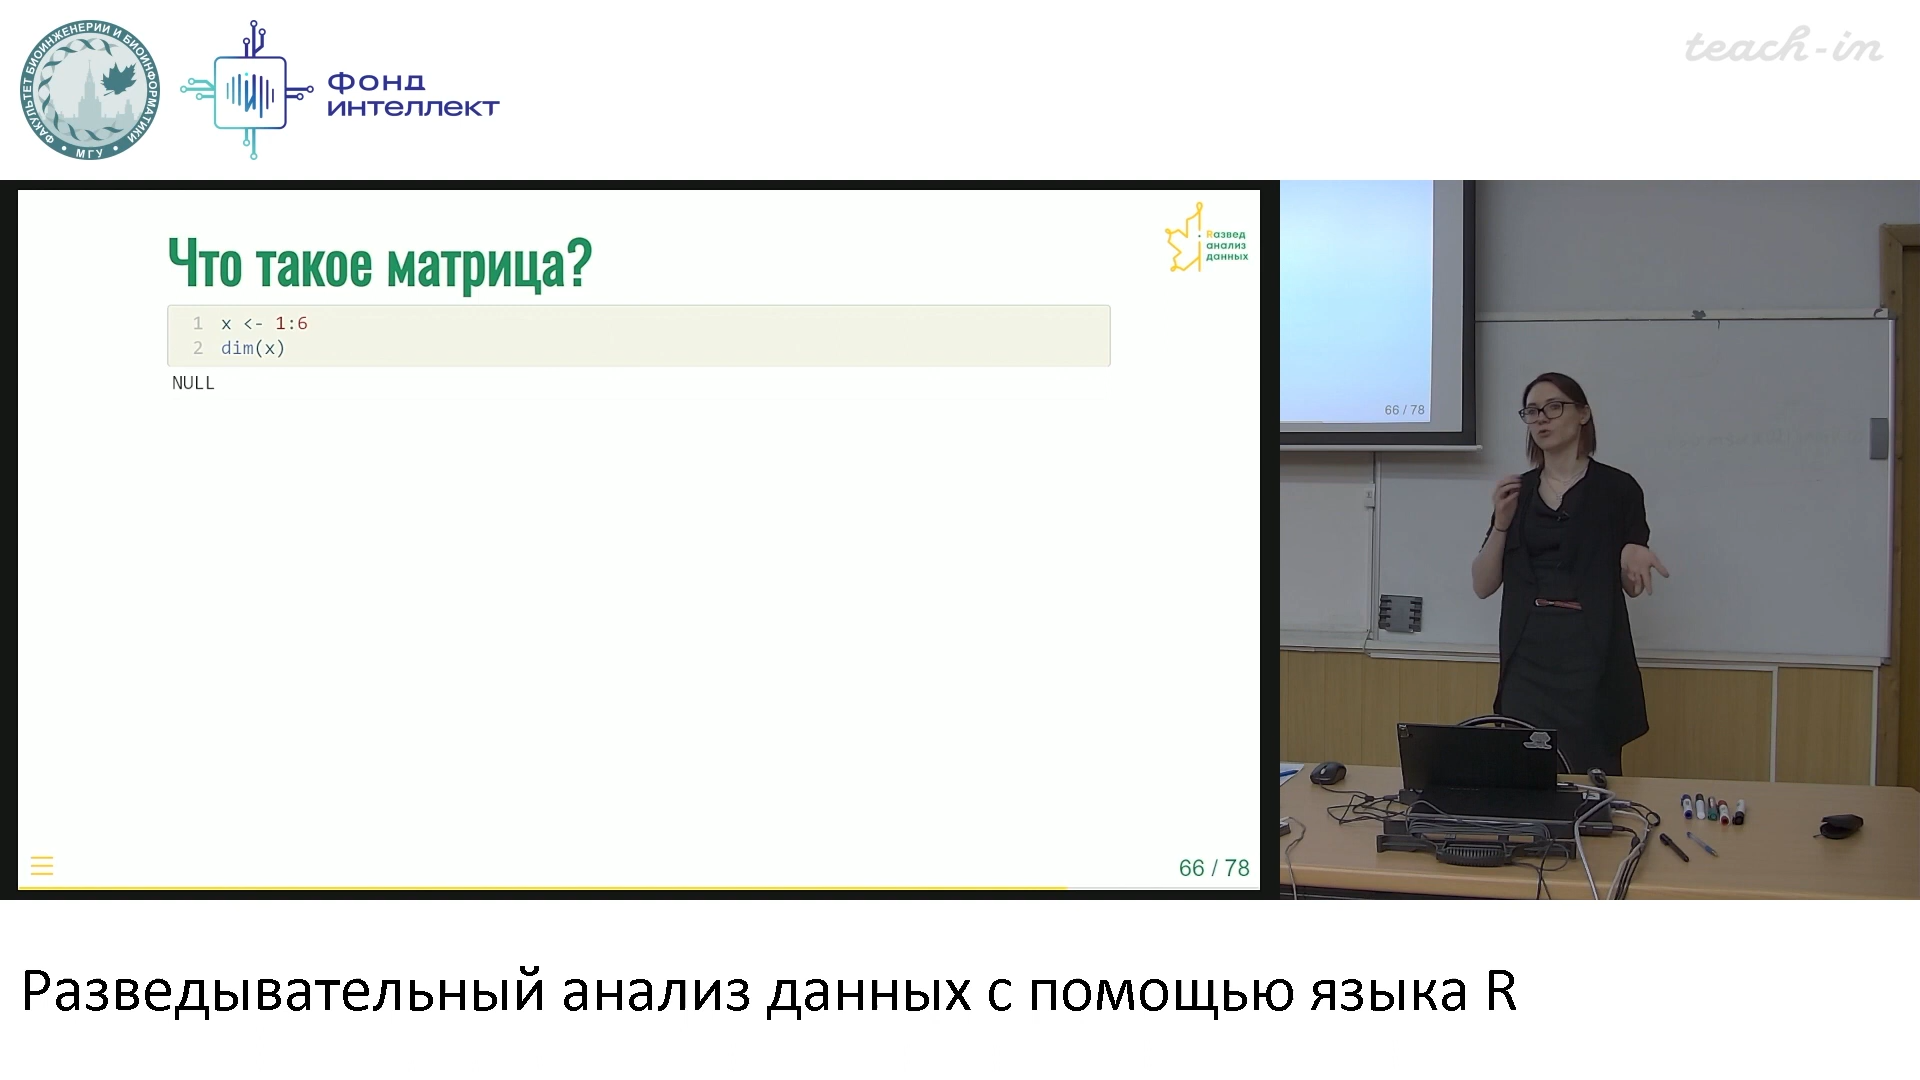 ФАКУЛЬТЕТ БИОИНЖЕНЕРИИ И БИОИНФОРМАТИКИ
• МГУ •
ФОНД
ИНТЕЛЛЕКТ
teach-in
Что такое матрица?
Rазвед
анализ
данных
1 x <- 1:6
2 dim(x)
NULL
66 / 78
66 / 78
Разведывательный анализ данных с помощью языка R